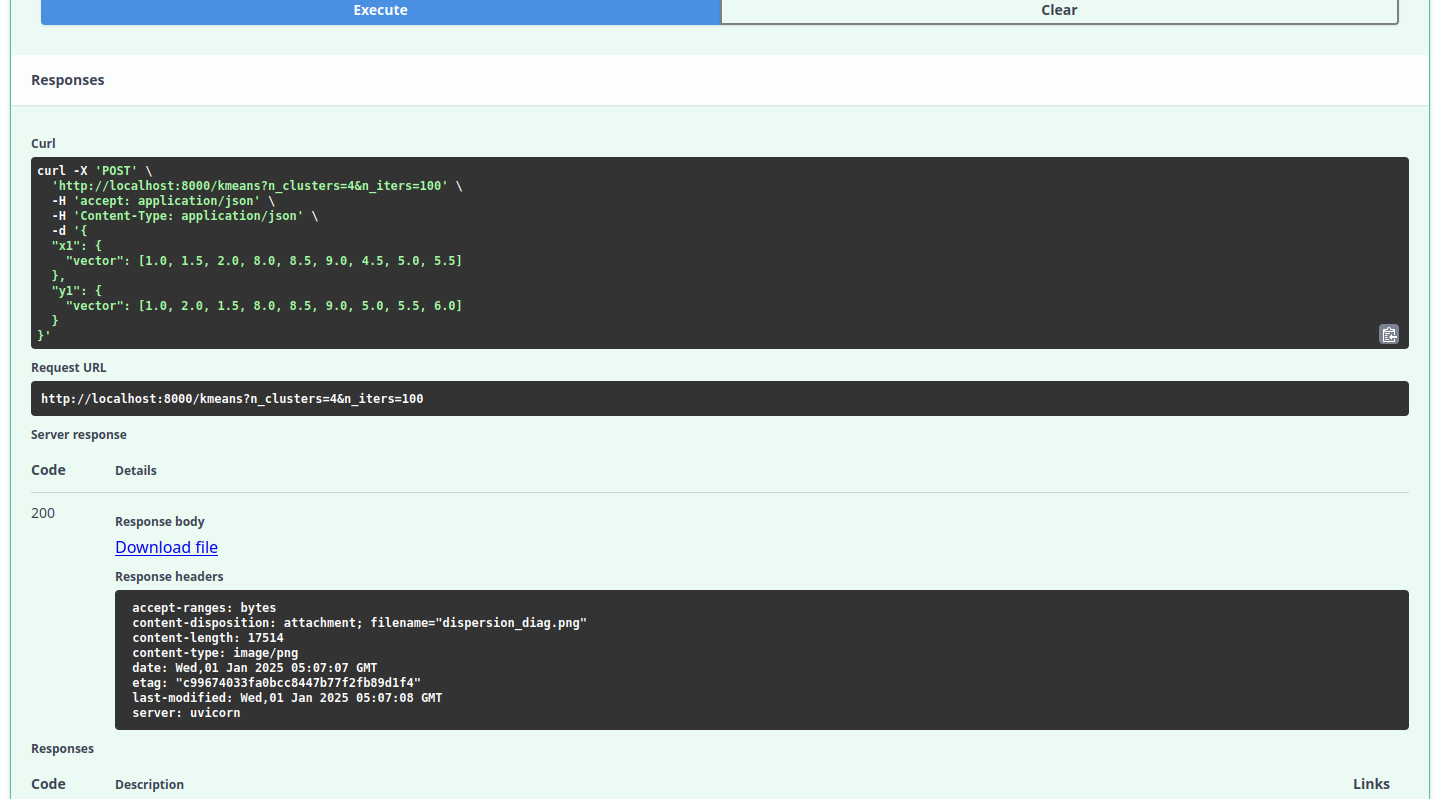 Execute
Clear
Responses
Curl
curl -X 'POST' \
  'http://localhost:8000/kmeans?n_clusters=4&n_iters=100' \
  -H 'accept: application/json' \
  -H 'Content-Type: application/json' \
  -d '{
  "x1": {
    "vector": [1.0, 1.5, 2.0, 8.0, 8.5, 9.0, 4.5, 5.0, 5.5]
  },
  "y1": {
    "vector": [1.0, 2.0, 1.5, 8.0, 8.5, 9.0, 5.0, 5.5, 6.0]
  }
}'
Request URL
http://localhost:8000/kmeans?n_clusters=4&n_iters=100
Server response
Code Details
200
Response body
Download file
Response headers
accept-ranges: bytes
content-disposition: attachment; filename="dispersion_diag.png"
content-length: 17514
content-type: image/png
date: Wed,01 Jan 2025 05:07:07 GMT
etag: "c99674033fa0bcc8447b77f2fb89d1f4"
last-modified: Wed,01 Jan 2025 05:07:08 GMT
server: uvicorn
Responses
Code Description Links